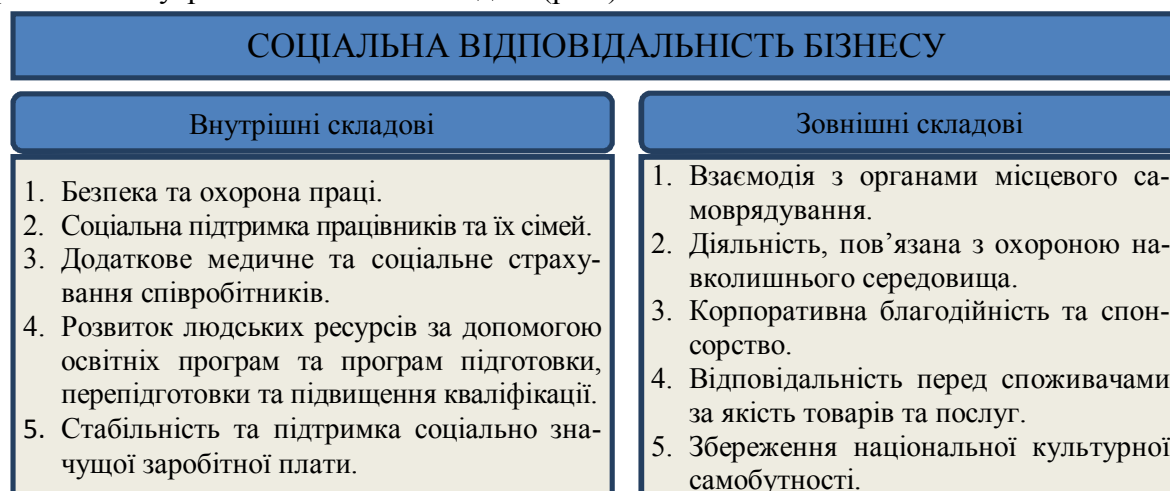 СОЦІАЛЬНА ВІДПОВІДАЛЬНІСТЬ БІЗНЕСУ
Внутрішні складові
1. Безпека та охорона праці.
2. Соціальна підтримка працівників та їх сімей.
3. Додаткове медичне та соціальне страху-
вання співробітників.
4. Розвиток людських ресурсів за допомогою
освітніх програм та програм підготовки,
перепідготовки та підвищення кваліфікації.
5. Стабільність та підтримка соціально зна-
чущої заробітної плати.
Зовнішні складові
1. Взаємодія з органами місцевого са-
моврядування.
2. Діяльність, пов’язана з охороною на-
вколишнього середовища.
3. Корпоративна благодійність та спон-
сорство.
4. Відповідальність перед споживачами
за якість товарів та послуг.
5. Збереження національної культурної
самобутності.